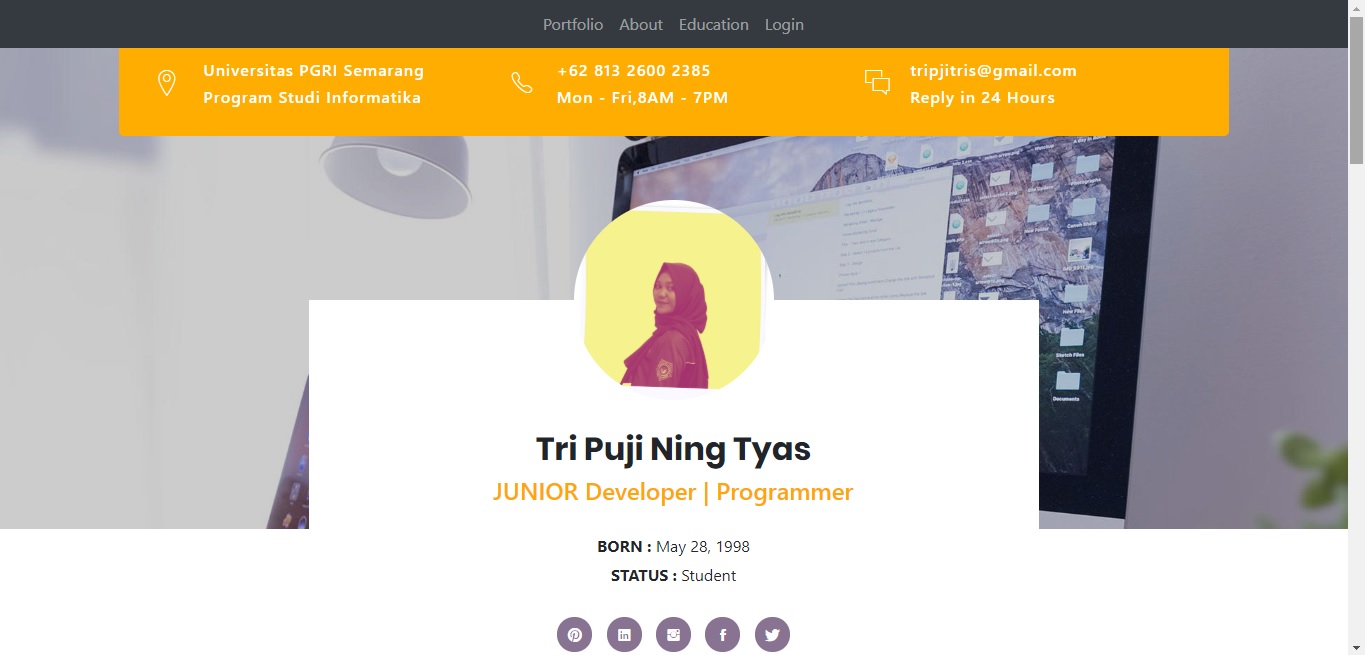 Portfolio About Education Login
Universitas PGRI Semarang
Program Studi Informatika
+62 813 2600 2385
Mon - Fri,8AM - 7PM
tripjitris@gmail.com
Reply in 24 Hours
Tri Puji Ning Tyas
JUNIOR Developer | Programmer
BORN : May 28, 1998
STATUS : Student